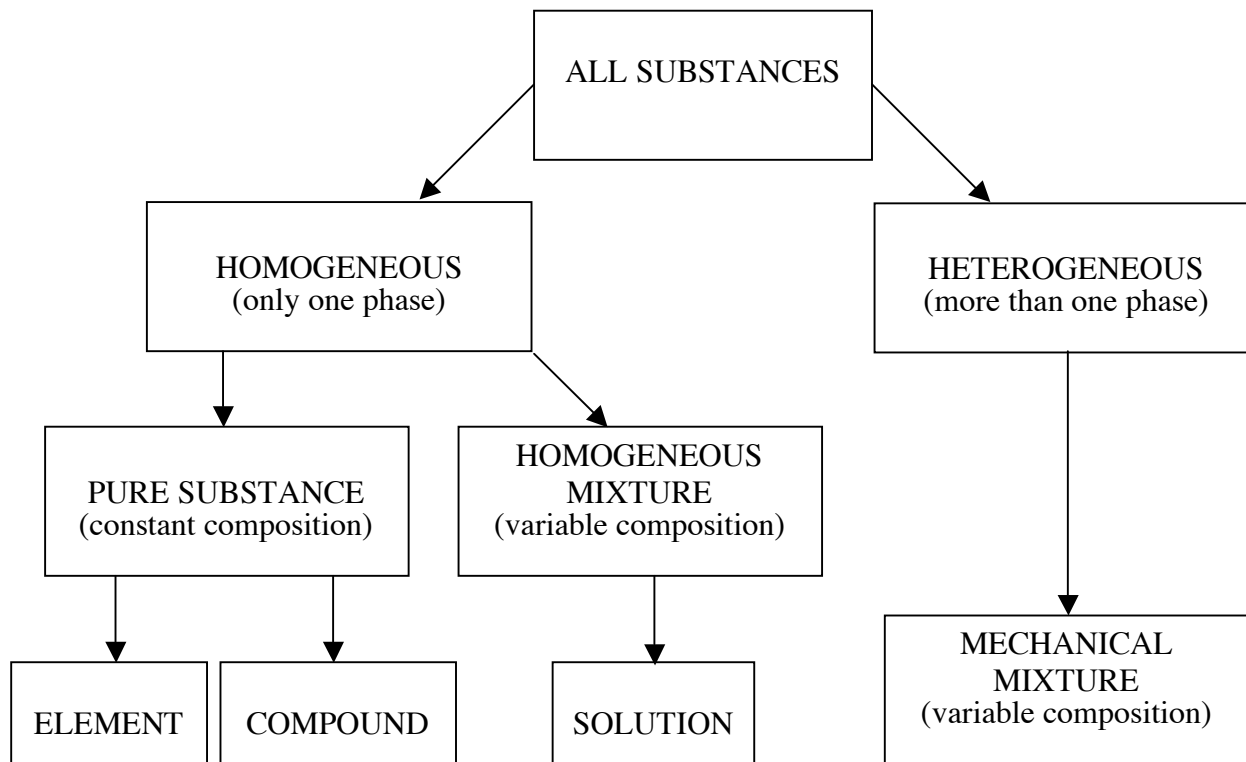 ALL SUBSTANCES
HOMOGENEOUS
(only one phase)
HETEROGENEOUS
(more than one phase)
PURE SUBSTANCE
(constant composition)
HOMOGENEOUS
MIXTURE
(variable composition)
ELEMENT
COMPOUND
SOLUTION
MECHANICAL
MIXTURE
(variable composition)